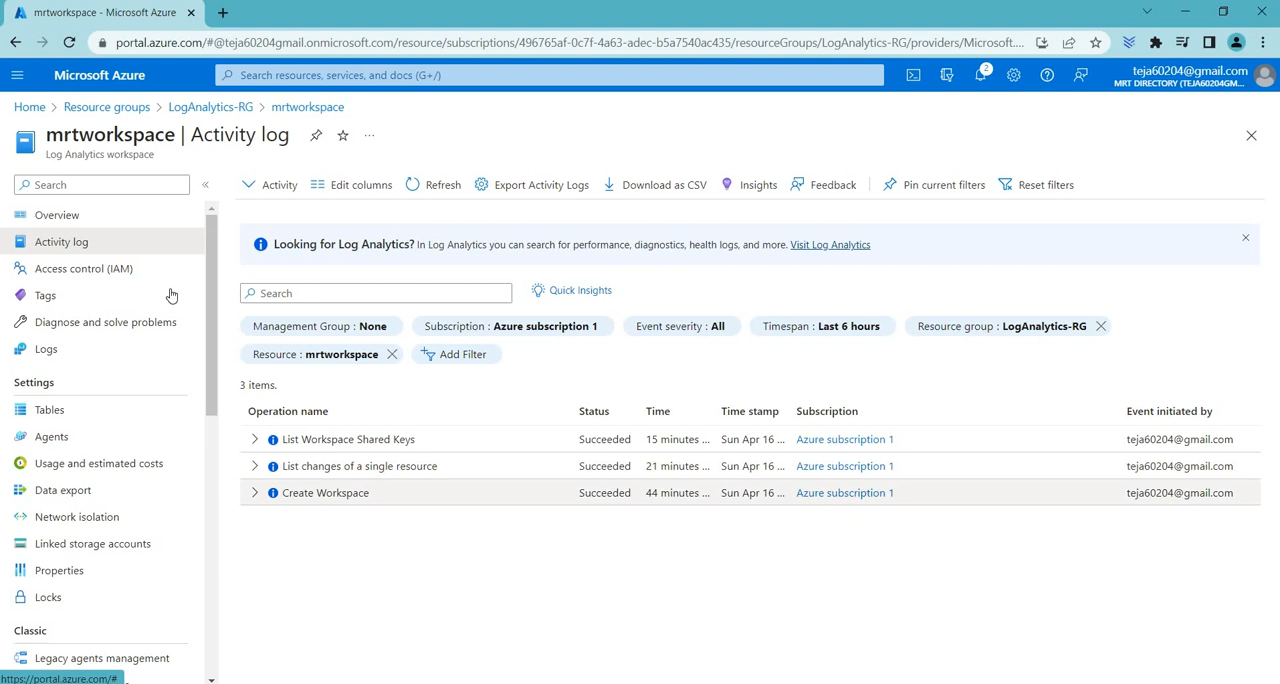 mrtworkspace - Microsoft Azure
portal.azure.com/#@teja60204gmail.onmicrosoft.com/resource/subscriptions/496765af-0c7f-4a63-adec-b5a7540ac435/resourceGroups/LogAnalytics-RG/providers/Microsoft....
Microsoft Azure
Search resources, services, and docs (G+/)
2
teja60204@gmail.com
MRT DIRECTORY (TEJA60204GM...
Home > Resource groups > LogAnalytics-RG > mrtworkspace
mrtworkspace | Activity log
Log Analytics workspace
Search
Overview
Activity log
Access control (IAM)
Tags
Diagnose and solve problems
Logs
Settings
Tables
Agents
Usage and estimated costs
Data export
Network isolation
Linked storage accounts
Properties
Locks
Classic
Legacy agents management
https://portal.azure.com/#
Activity Edit columns Refresh Export Activity Logs Download as CSV Insights Feedback Pin current filters Reset filters
Looking for Log Analytics? In Log Analytics you can search for performance, diagnostics, health logs, and more. Visit Log Analytics
Search Quick Insights
Management Group : None Subscription : Azure subscription 1 Event severity : All Timespan : Last 6 hours Resource group : LogAnalytics-RG
Resource : mrtworkspace Add Filter
3 items.
Operation name Status Time Time stamp Subscription Event initiated by
List Workspace Shared Keys Succeeded 15 minutes ... Sun Apr 16 ... Azure subscription 1 teja60204@gmail.com
List changes of a single resource Succeeded 21 minutes ... Sun Apr 16 ... Azure subscription 1 teja60204@gmail.com
Create Workspace Succeeded 44 minutes ... Sun Apr 16 ... Azure subscription 1 teja60204@gmail.com